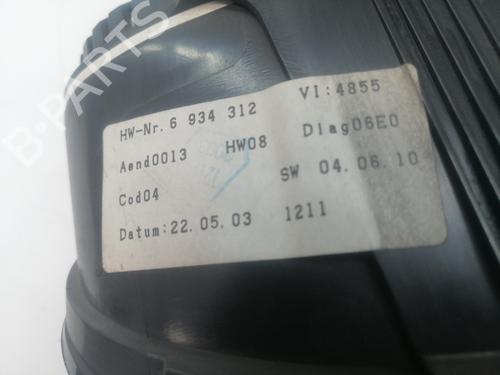 HW-Nr. 6 934 312 VI:4855
Aend0013 HW08 Diag06E0
Cod04 SW 04.06.10
Datum:22.05.03 1211
B-PARTS